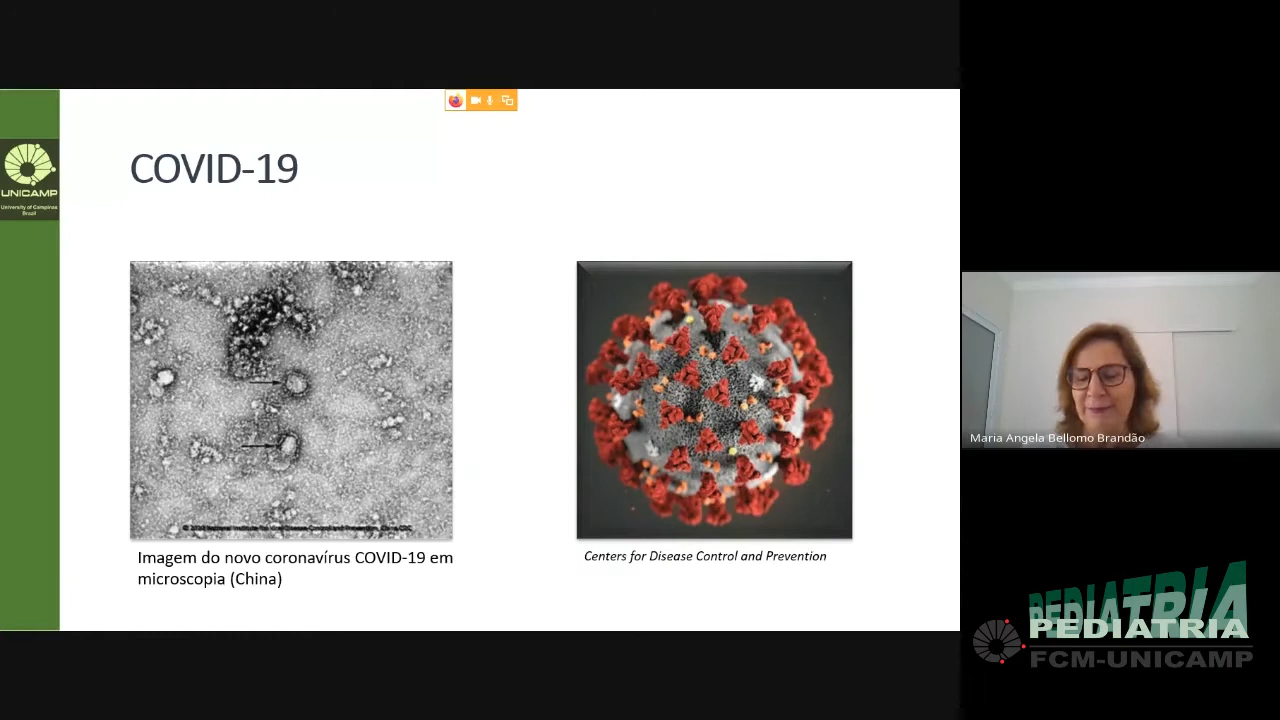 COVID-19
UNICAMP
University of Campinas
Brazil
Imagem do novo coronavírus COVID-19 em
microscopia (China)
Centers for Disease Control and Prevention
Maria Angela Bellomo Brandão
PEDIATRIA
PEDIATRIA
FCM-UNICAMP